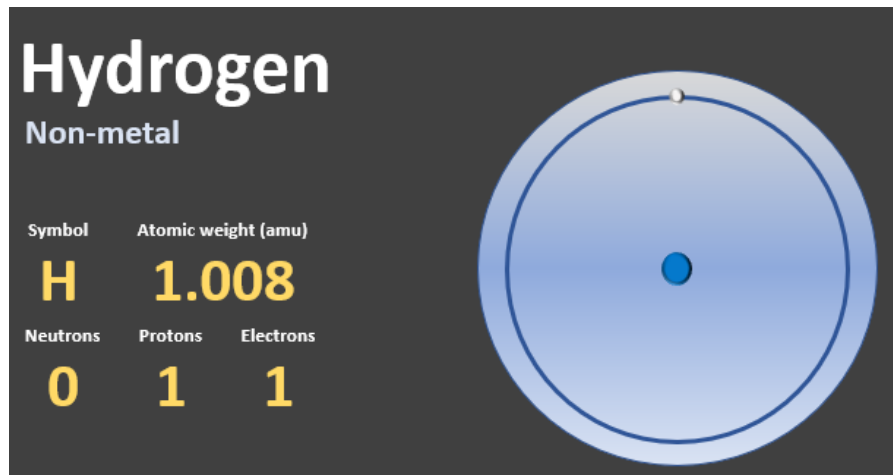 Hydrogen
Non-metal
Symbol Atomic weight (amu)
H 1.008
Neutrons Protons Electrons
0 1 1